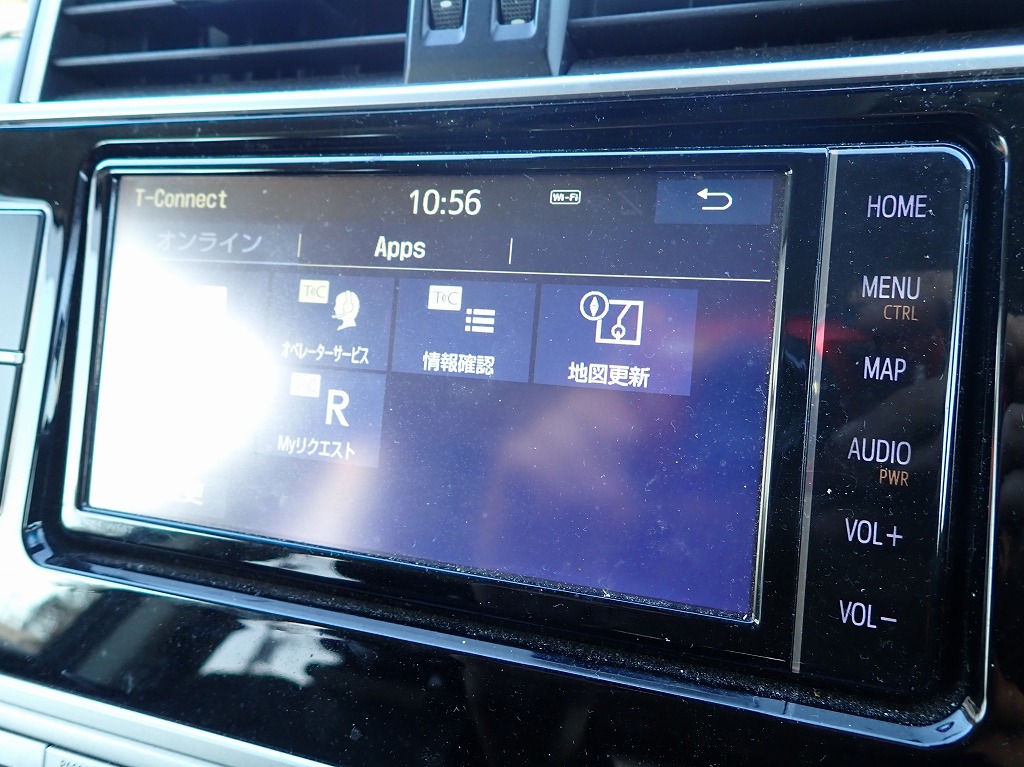 T-Connect
10:56
Wi-Fi
オンライン
Apps
T C
オペレーターサービス
T C
情報確認
地図更新
R
Myリクエスト
HOME
MENU
CTRL
MAP
AUDIO
PWR
VOL+
VOL-